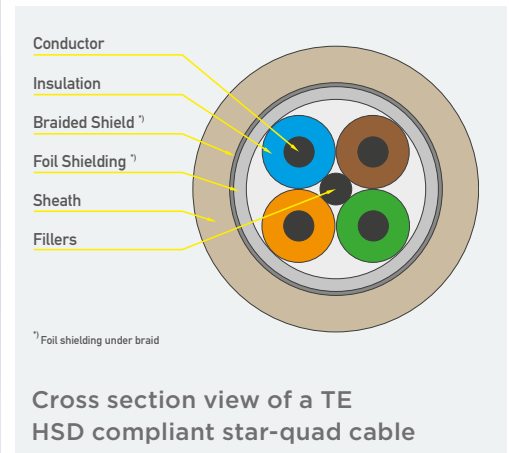 Conductor
Insulation
Braided Shield *)
Foil Shielding *)
Sheath
Fillers
*) Foil shielding under braid
Cross section view of a TE
HSD compliant star-quad cable